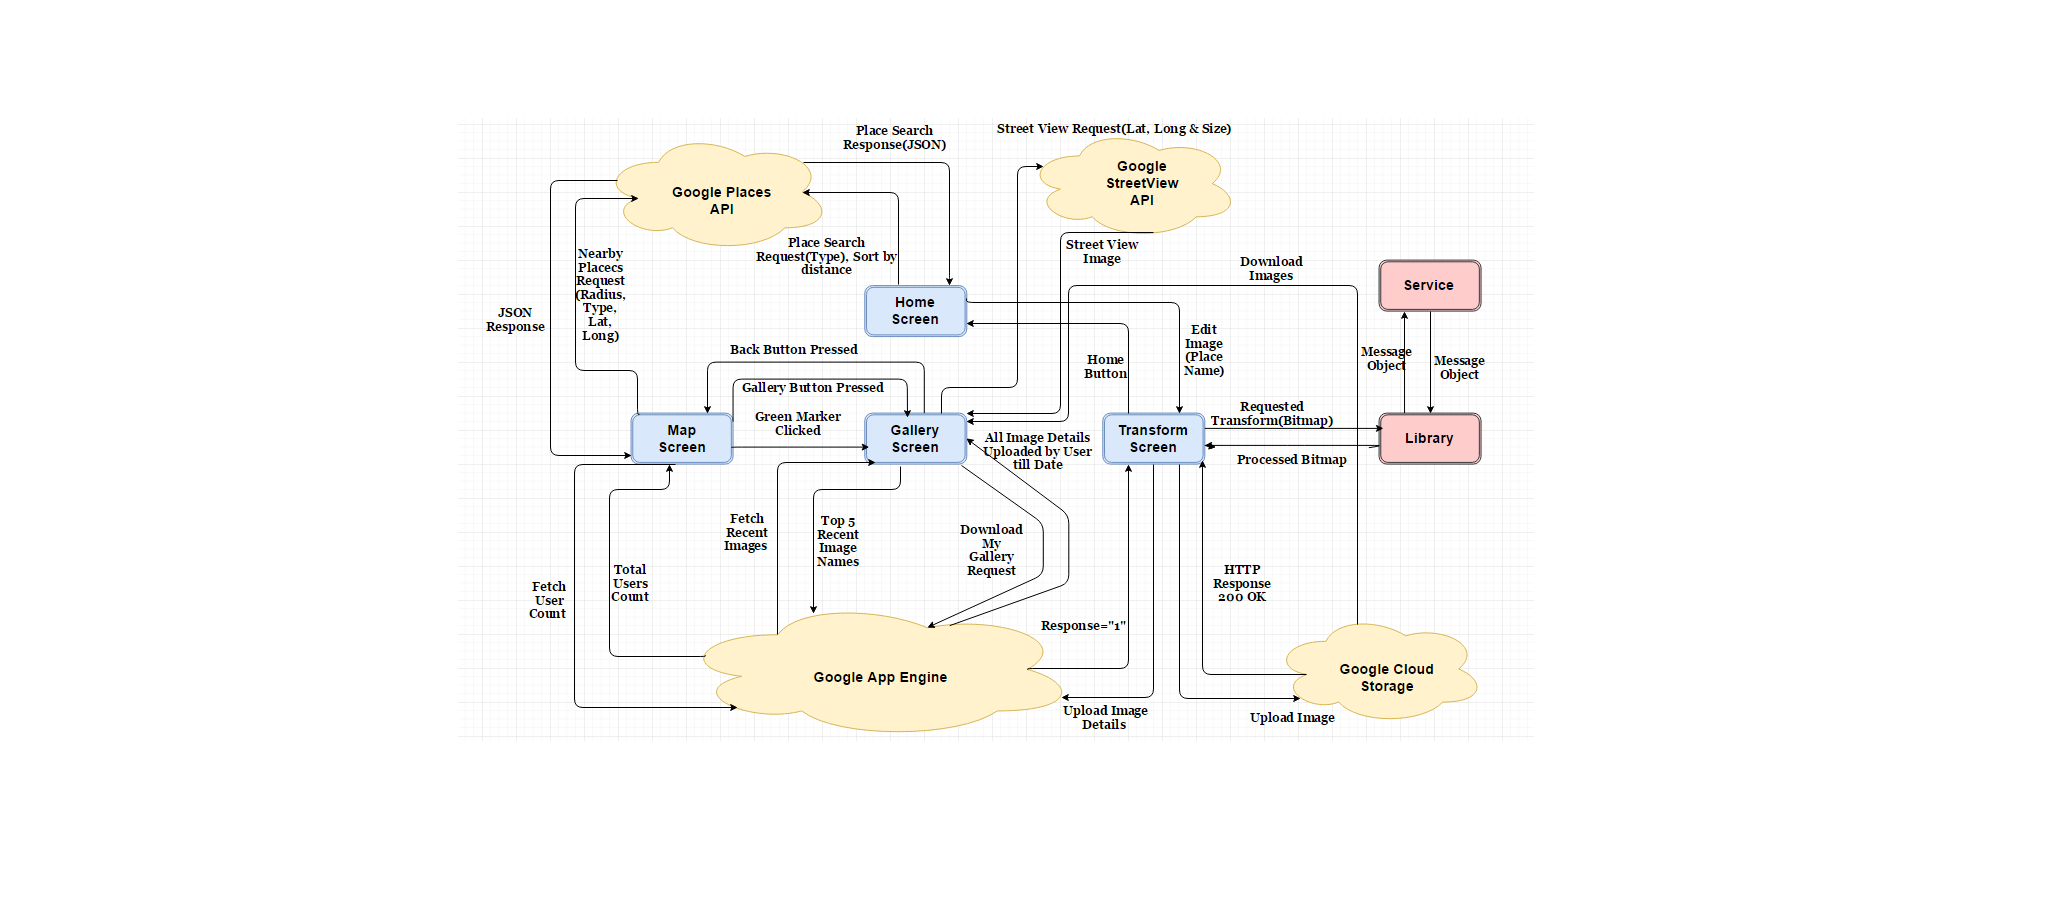 Place Search
Response(JSON)
Street View Request(Lat, Long & Size)
Google Places
API
Google
StreetView
API
Place Search
Request(Type), Sort by
distance
Street View
Image
Nearby
Placecs
Request
(Radius,
Type,
Lat,
Long)
JSON
Response
Download
Images
Service
Home
Screen
Edit
Image
(Place
Name)
Home
Button
Message
Object
Message
Object
Back Button Pressed
Gallery Button Pressed
Green Marker
Clicked
Map
Screen
Gallery
Screen
All Image Details
Uploaded by User
till Date
Transform
Screen
Requested
Transform(Bitmap)
Processed Bitmap
Library
Fetch
Recent
Images
Top 5
Recent
Image
Names
Download
My
Gallery
Request
Fetch
User
Count
Total
Users
Count
HTTP
Response
200 OK
Response="1"
Google App Engine
Google Cloud
Storage
Upload Image
Details
Upload Image